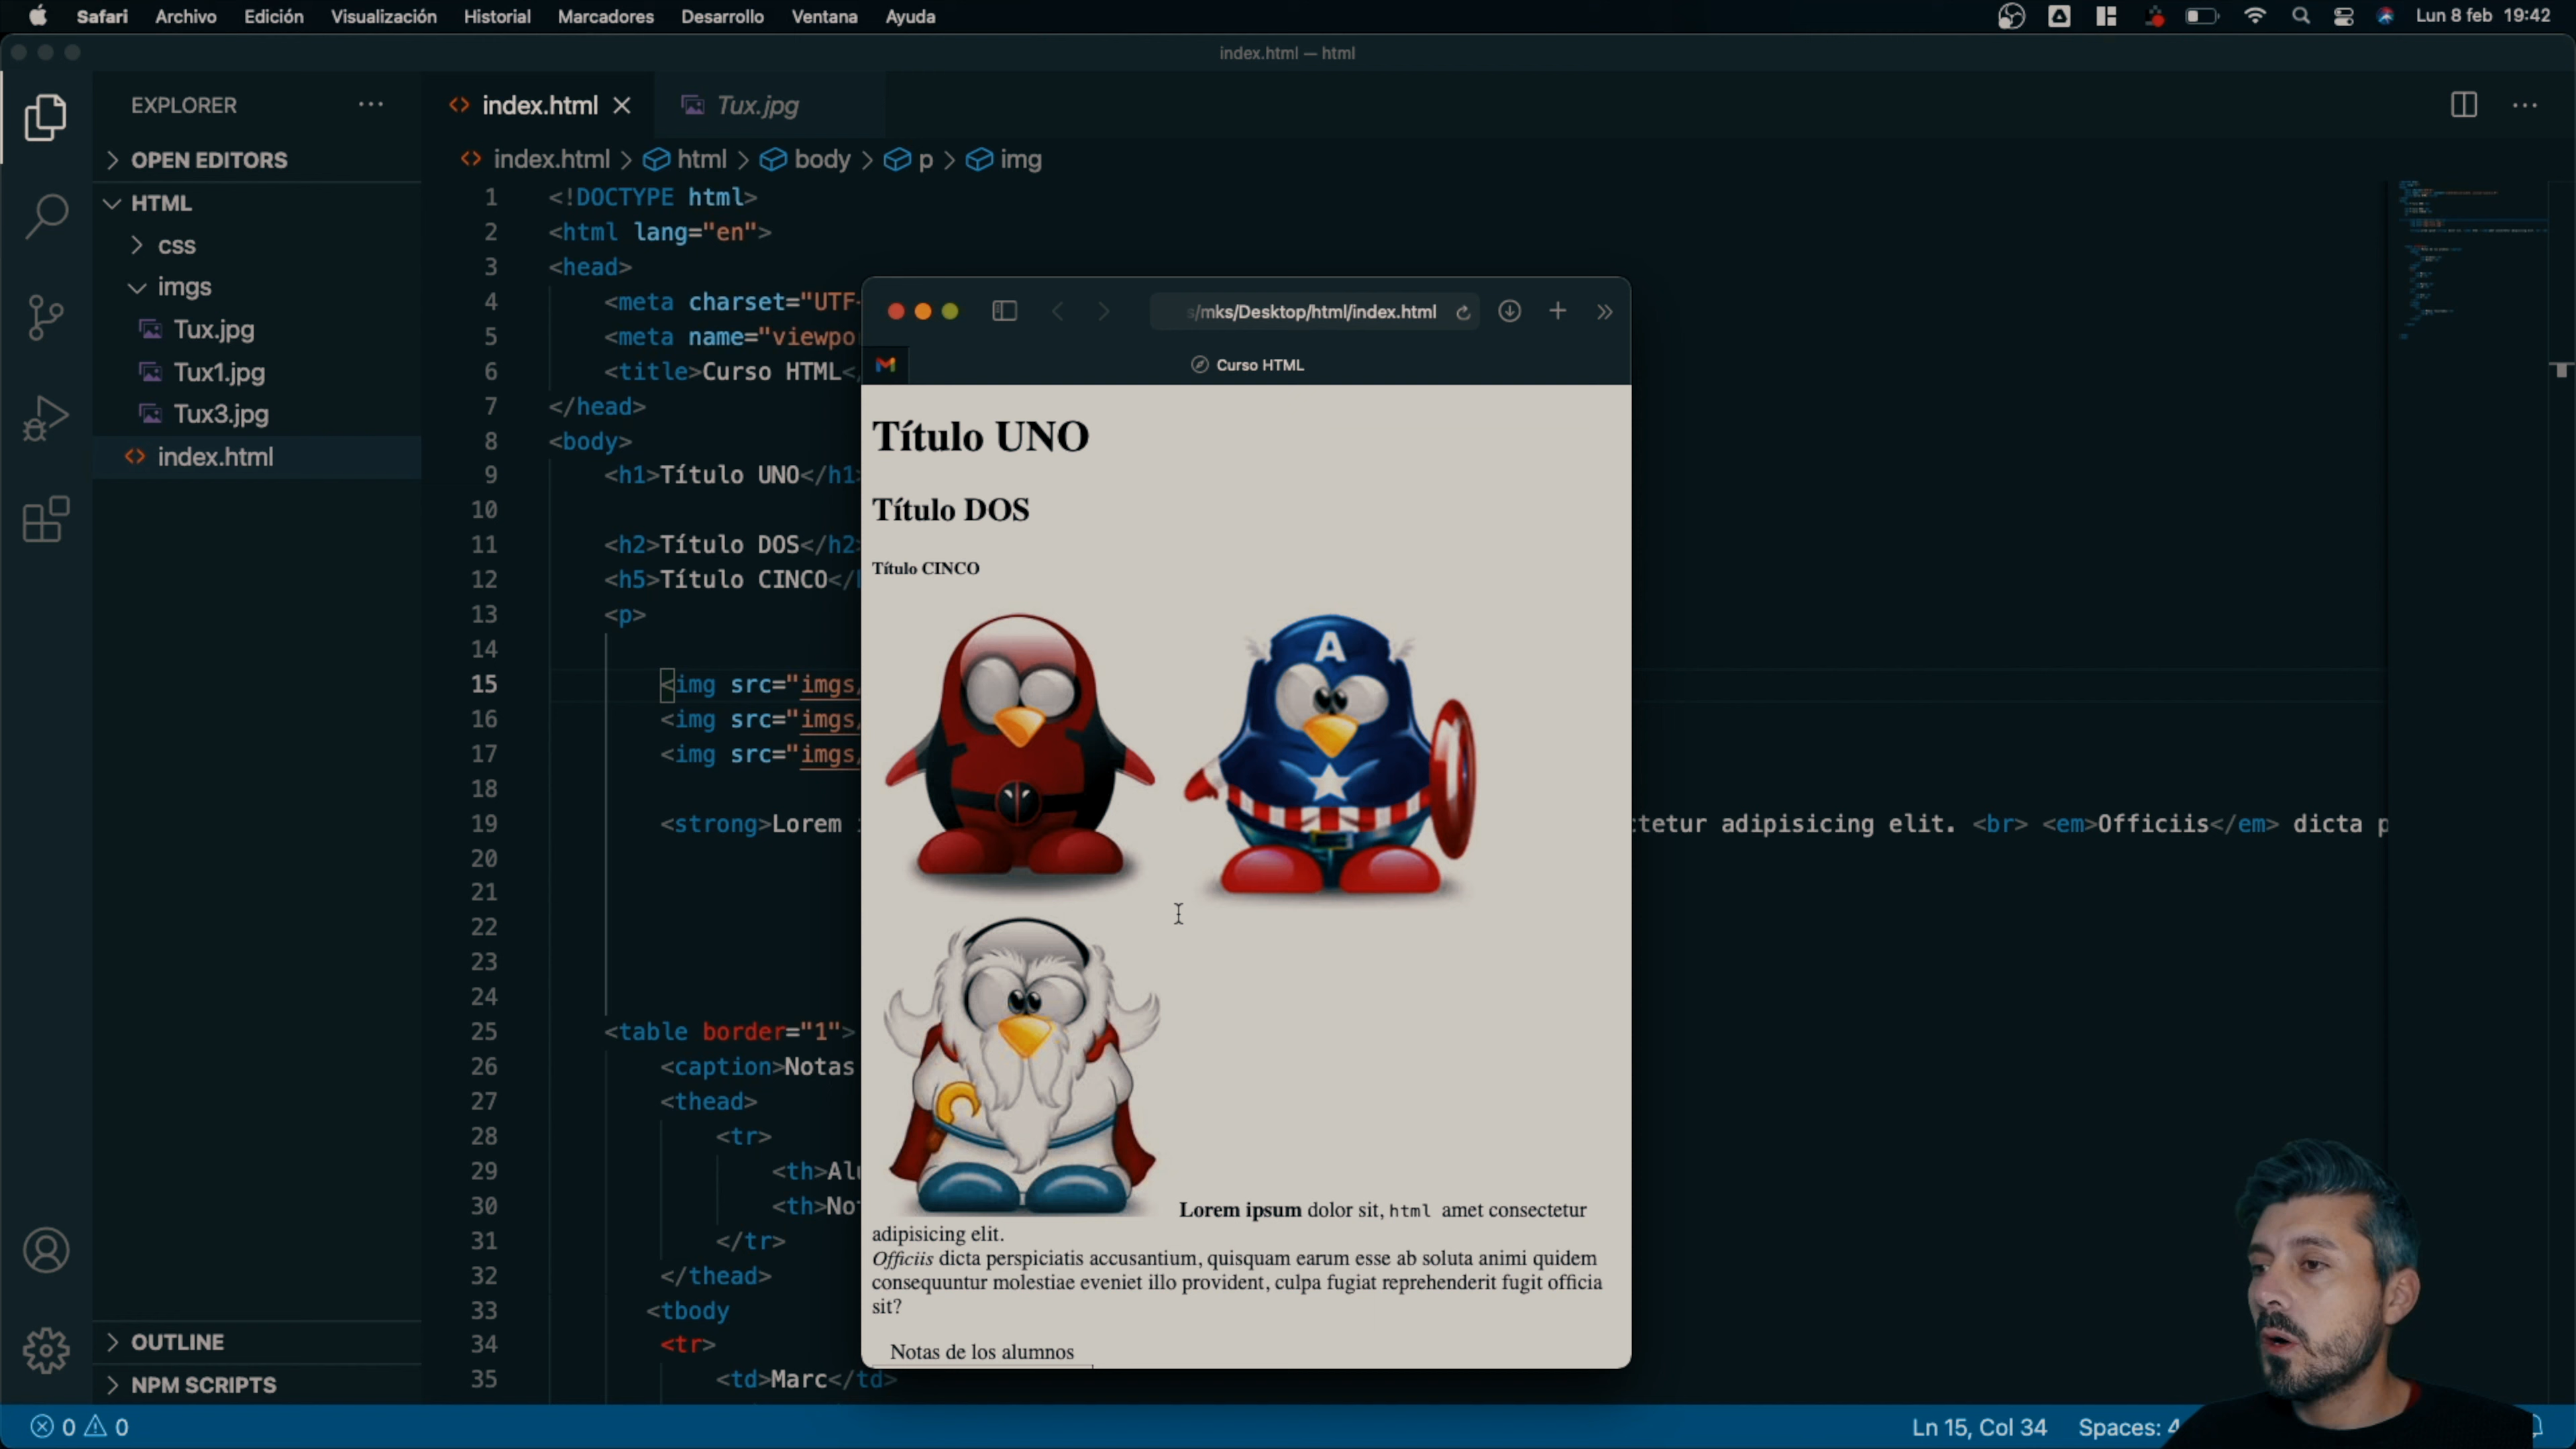 Safari Archivo Edición Visualización Historial Marcadores Desarrollo Ventana Ayuda Lun 8 feb 19:42
index.html — html
EXPLORER
OPEN EDITORS
HTML
css
imgs
Tux.jpg
Tux1.jpg
Tux3.jpg
index.html
OUTLINE
NPM SCRIPTS
index.html Tux.jpg
index.html html body p img
1 <!DOCTYPE html>
2 <html lang="en">
3 <head>
4 <meta charset="UTF-
5 <meta name="viewpo
6 <title>Curso HTML<
7 </head>
8 <body>
9 <h1>Título UNO</h1>
10
11 <h2>Título DOS</h2>
12 <h5>Título CINCO</
13 <p>
14
15 <img src="imgs/
16 <img src="imgs/
17 <img src="imgs/
18
19 <strong>Lorem ctetur adipisicing elit. <br> <em>Officiis</em> dicta p
20
21
22
23
24
25 <table border="1">
26 <caption>Notas
27 <thead>
28 <tr>
29 <th>Alu
30 <th>No
31 </tr>
32 </thead>
33 <tbody
34 <tr>
35 <td>Marc</td>
s/mks/Desktop/html/index.html
Curso HTML
Título UNO
Título DOS
Título CINCO
A
Lorem ipsum dolor sit, html amet consectetur
adipisicing elit.
Officiis dicta perspiciatis accusantium, quisquam earum esse ab soluta animi quidem
consequuntur molestiae eveniet illo provident, culpa fugiat reprehenderit fugit officia
sit?
Notas de los alumnos
0 0 Ln 15, Col 34 Spaces: 4